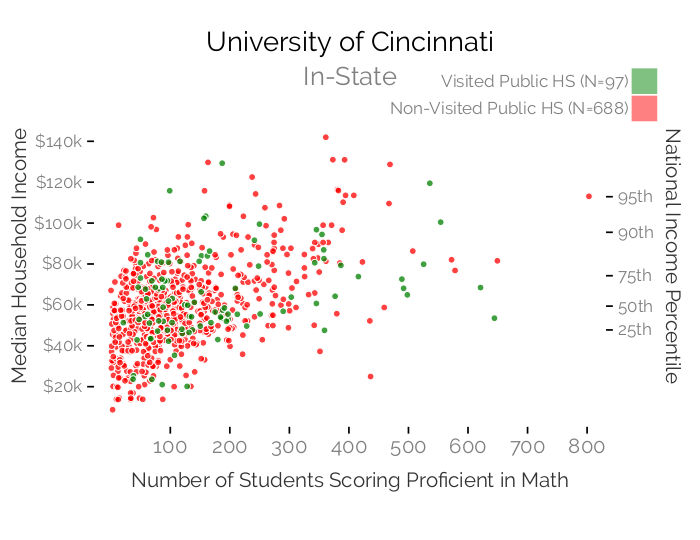 University of Cincinnati
In-State
Visited Public HS (N=97)
Non-Visited Public HS (N=688)
Median Household Income
$140k
$120k
$100k
$80k
$60k
$40k
$20k
National Income Percentile
95th
90th
75th
50th
25th
100 200 300 400 500 600 700 800
Number of Students Scoring Proficient in Math